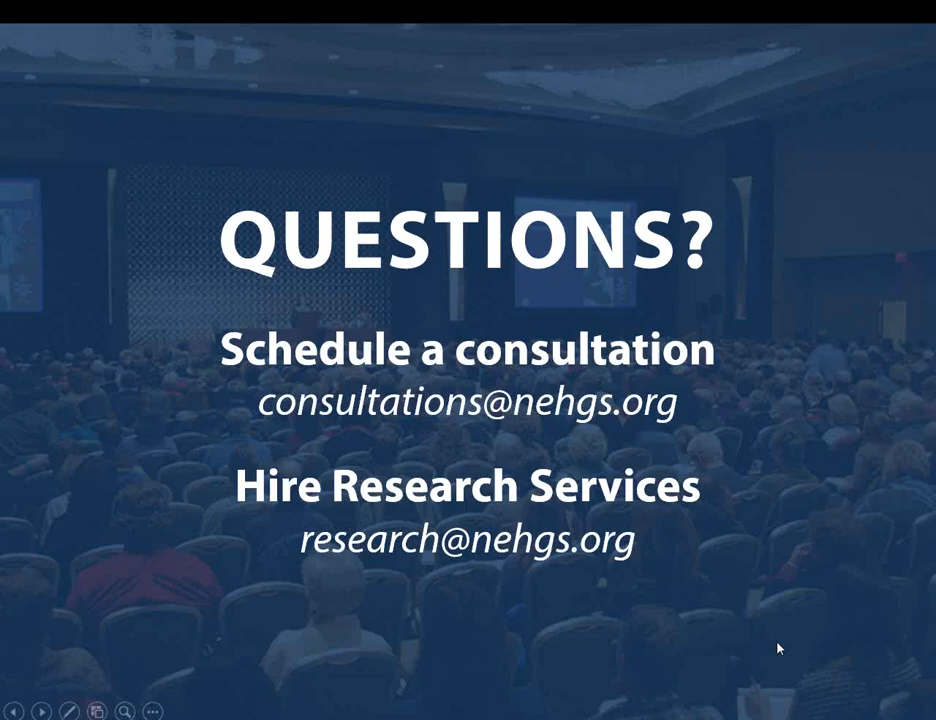 QUESTIONS?
Schedule a consultation
consultations@nehgs.org
Hire Research Services
research@nehgs.org